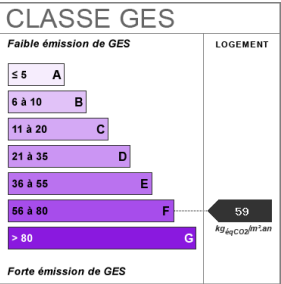 CLASSE GES
Faible émission de GES
LOGEMENT
≤ 5 A
6 à 10 B
11 à 20 C
21 à 35 D
36 à 55 E
56 à 80 F
59
kgéqCO2/m².an
> 80 G
Forte émission de GES